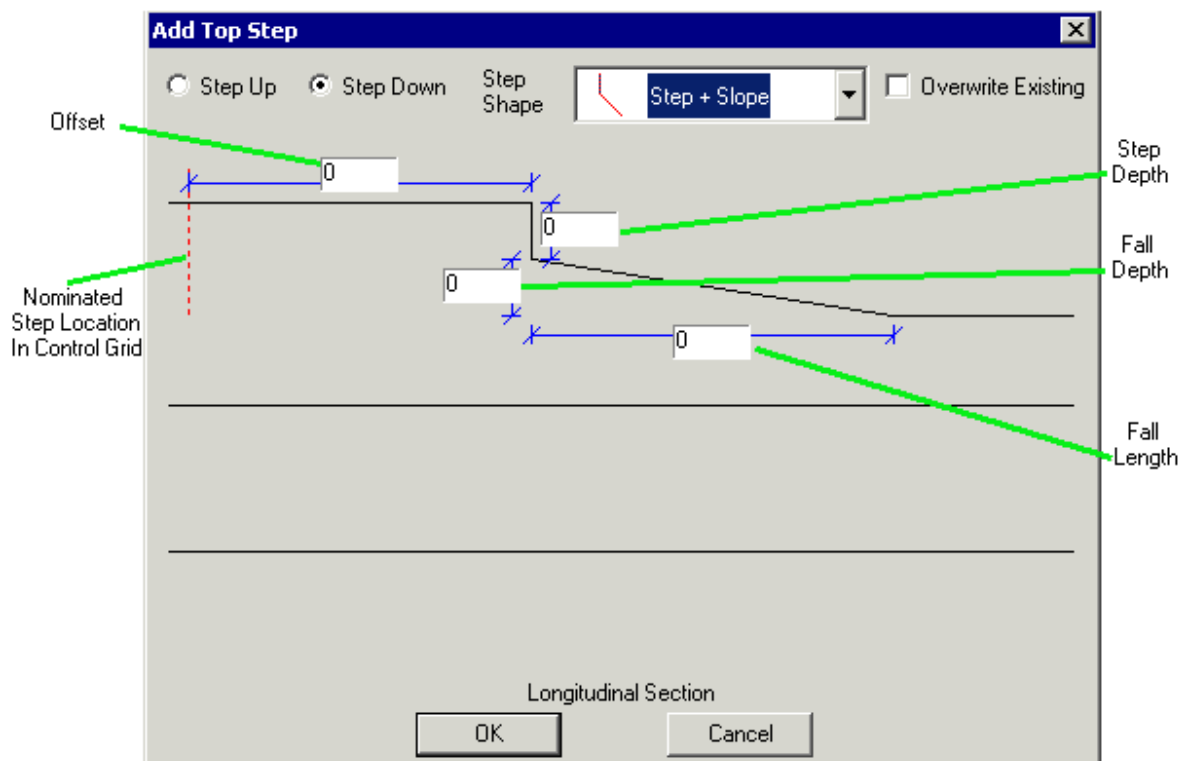 Add Top Step
Step Up
Step Down
Step
Shape
Step + Slope
Overwrite Existing
Offset
0
Step
Depth
0
Fall
Depth
0
Nominated
Step Location
In Control Grid
0
Fall
Length
Longitudinal Section
OK
Cancel